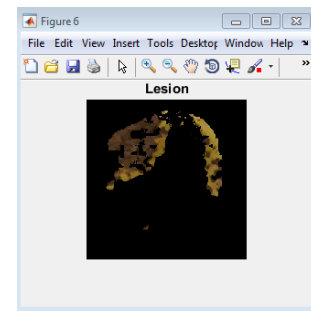 Figure 6
File Edit View Insert Tools Desktop Window Help
Lesion